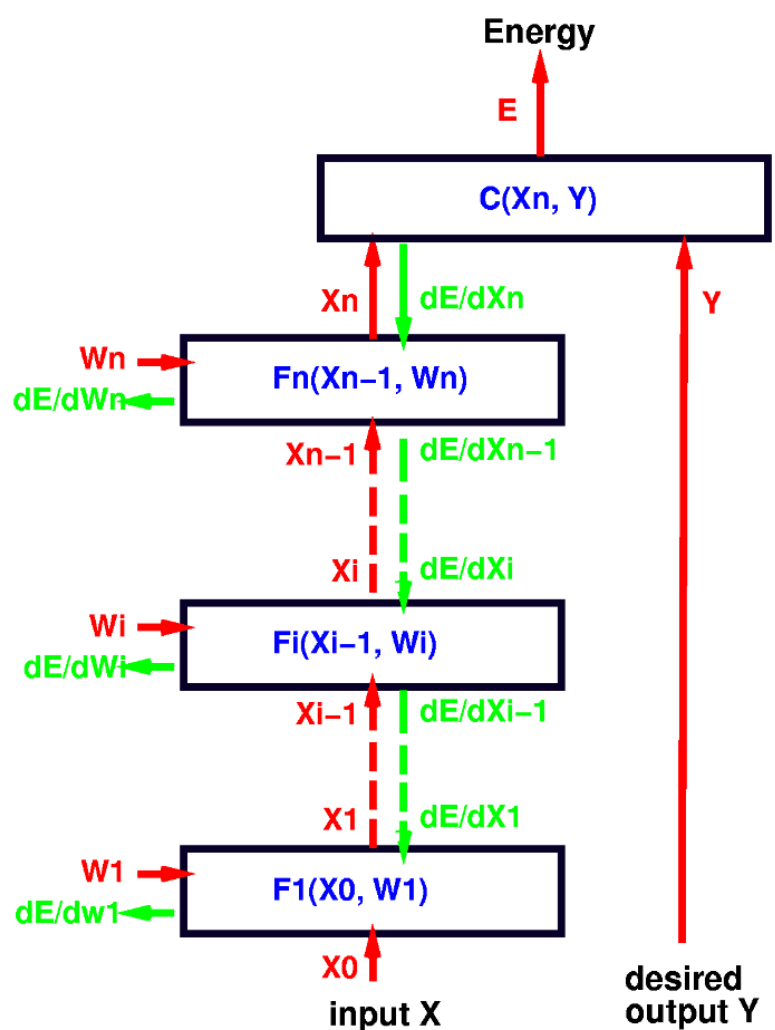 Energy
E
C(Xn, Y)
Xn
dE/dXn
Y
Wn
Fn(Xn−1, Wn)
dE/dWn
Xn−1
dE/dXn−1
Xi
dE/dXi
Wi
Fi(Xi−1, Wi)
dE/dWi
Xi−1
dE/dXi−1
X1
dE/dX1
W1
F1(X0, W1)
dE/dw1
X0
input X
desired
output Y